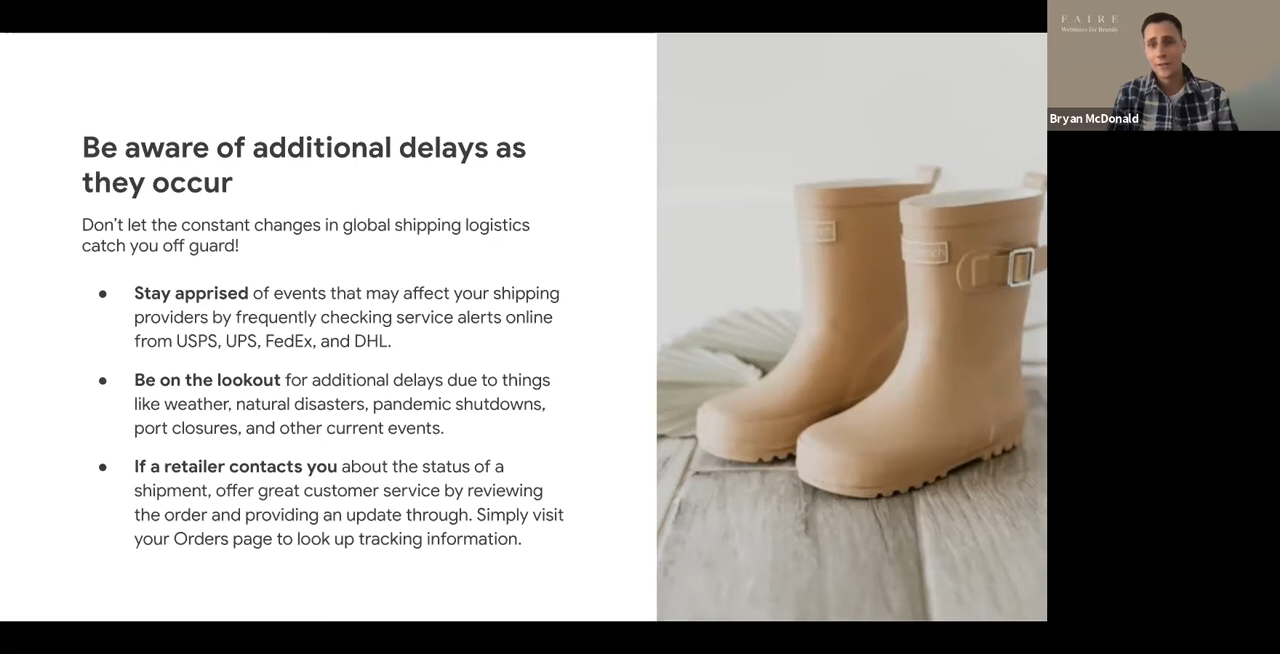 Be aware of additional delays as
they occur
Don’t let the constant changes in global shipping logistics
catch you off guard!
● Stay apprised of events that may affect your shipping
providers by frequently checking service alerts online
from USPS, UPS, FedEx, and DHL.
● Be on the lookout for additional delays due to things
like weather, natural disasters, pandemic shutdowns,
port closures, and other current events.
● If a retailer contacts you about the status of a
shipment, offer great customer service by reviewing
the order and providing an update through. Simply visit
your Orders page to look up tracking information.
FAIRE
Webinars for Brands
Bryan McDonald